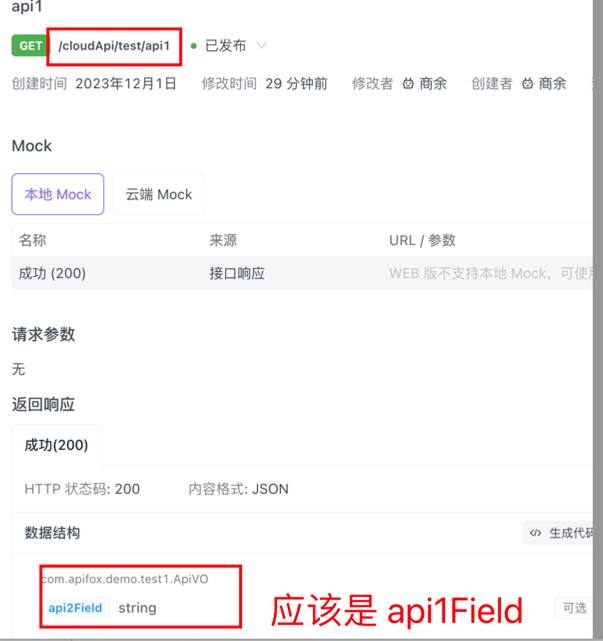 api1
GET /cloudApi/test/api1 已发布
创建时间 2023年12月1日 修改时间 29 分钟前 修改者 商余 创建者 商余
Mock
本地 Mock 云端 Mock
名称 来源 URL / 参数
成功 (200) 接口响应 WEB 版不支持本地 Mock，可使用
请求参数
无
返回响应
成功(200)
HTTP 状态码: 200 内容格式: JSON
数据结构 </> 生成代码
com.apifox.demo.test1.ApiVO
api2Field string 应该是 api1Field 可选